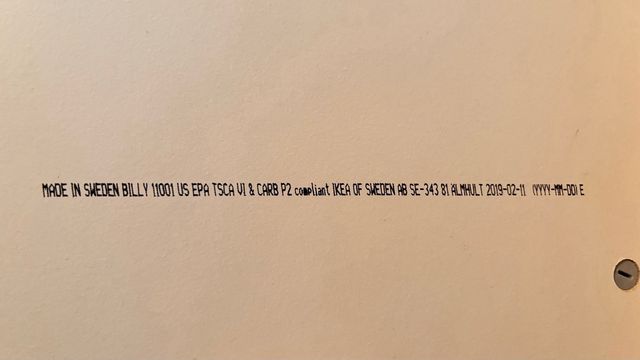 MADE IN SWEDEN BILLY 11001 US EPA TSCA VI & CARB P2 compliant IKEA OF SWEDEN AB SE-343 81 ÄLMHULT 2019-02-11 (YYYY-MM-DD) E